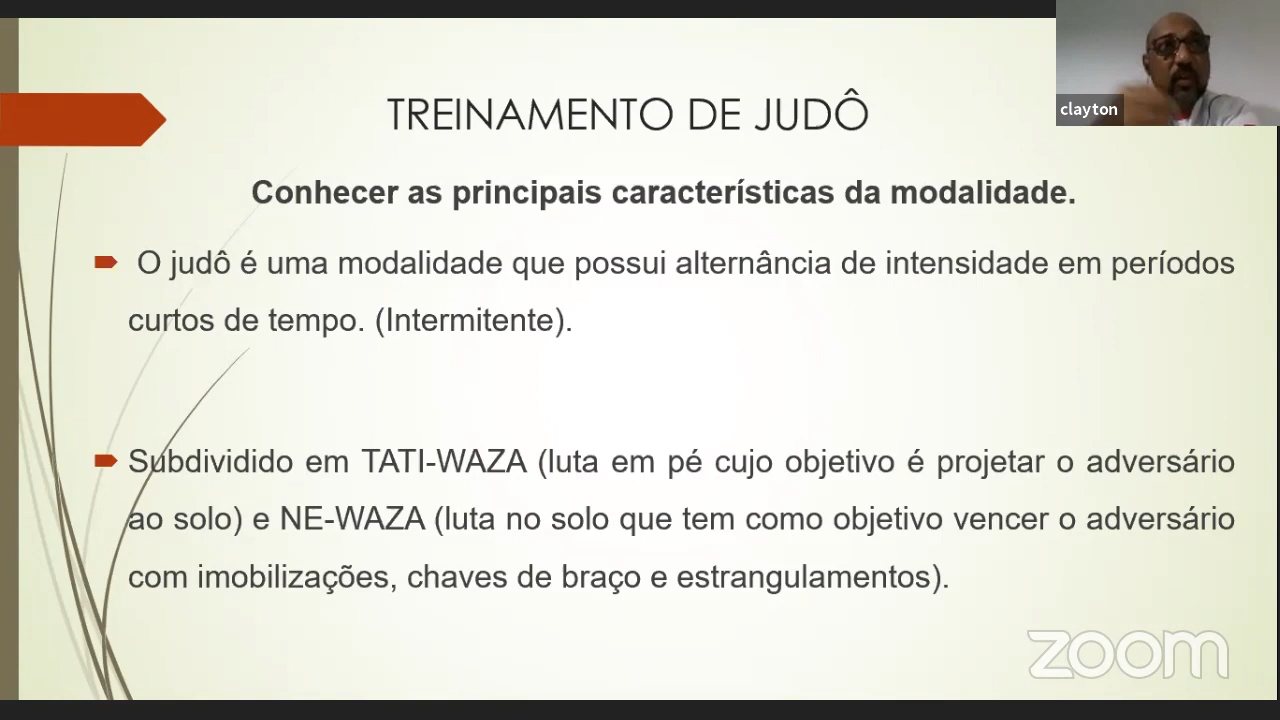 clayton
TREINAMENTO DE JUDÔ
Conhecer as principais características da modalidade.
O judô é uma modalidade que possui alternância de intensidade em períodos
curtos de tempo. (Intermitente).
Subdividido em TATI-WAZA (luta em pé cujo objetivo é projetar o adversário
ao solo) e NE-WAZA (luta no solo que tem como objetivo vencer o adversário
com imobilizações, chaves de braço e estrangulamentos).
zoom